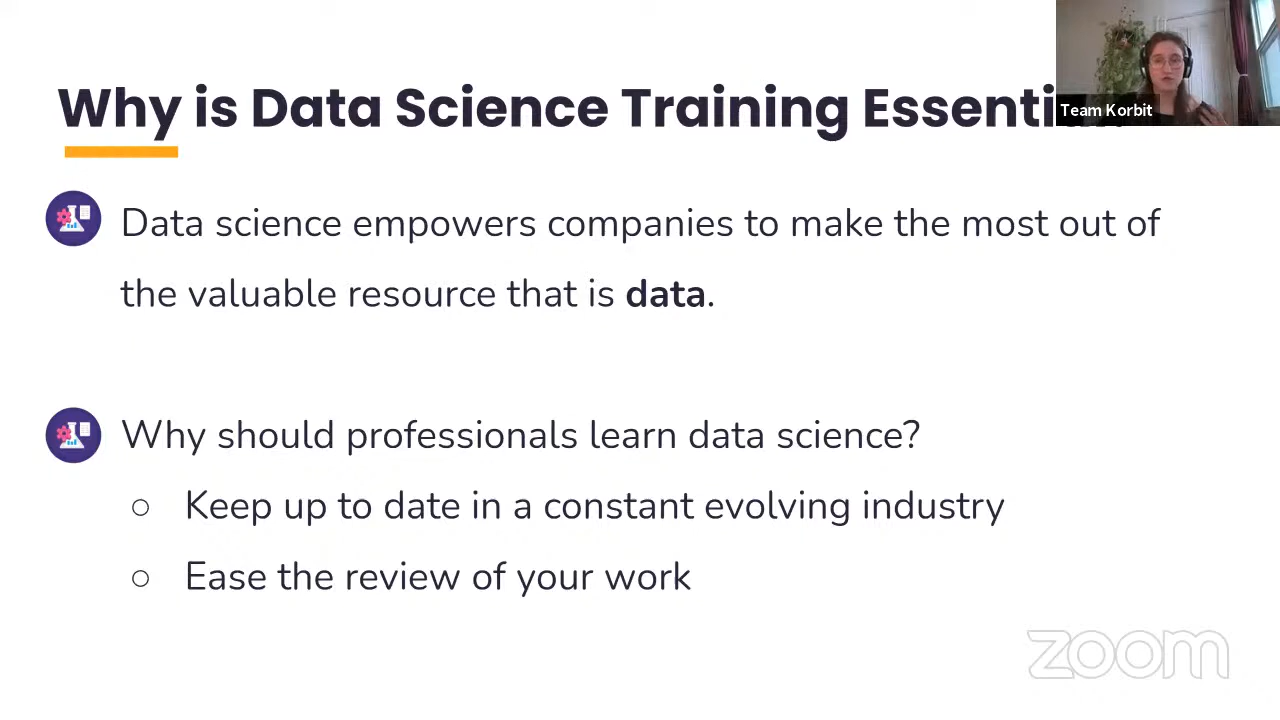 Why is Data Science Training Essential
Team Korbit
Data science empowers companies to make the most out of
the valuable resource that is data.
Why should professionals learn data science?
○ Keep up to date in a constant evolving industry
○ Ease the review of your work
zoom